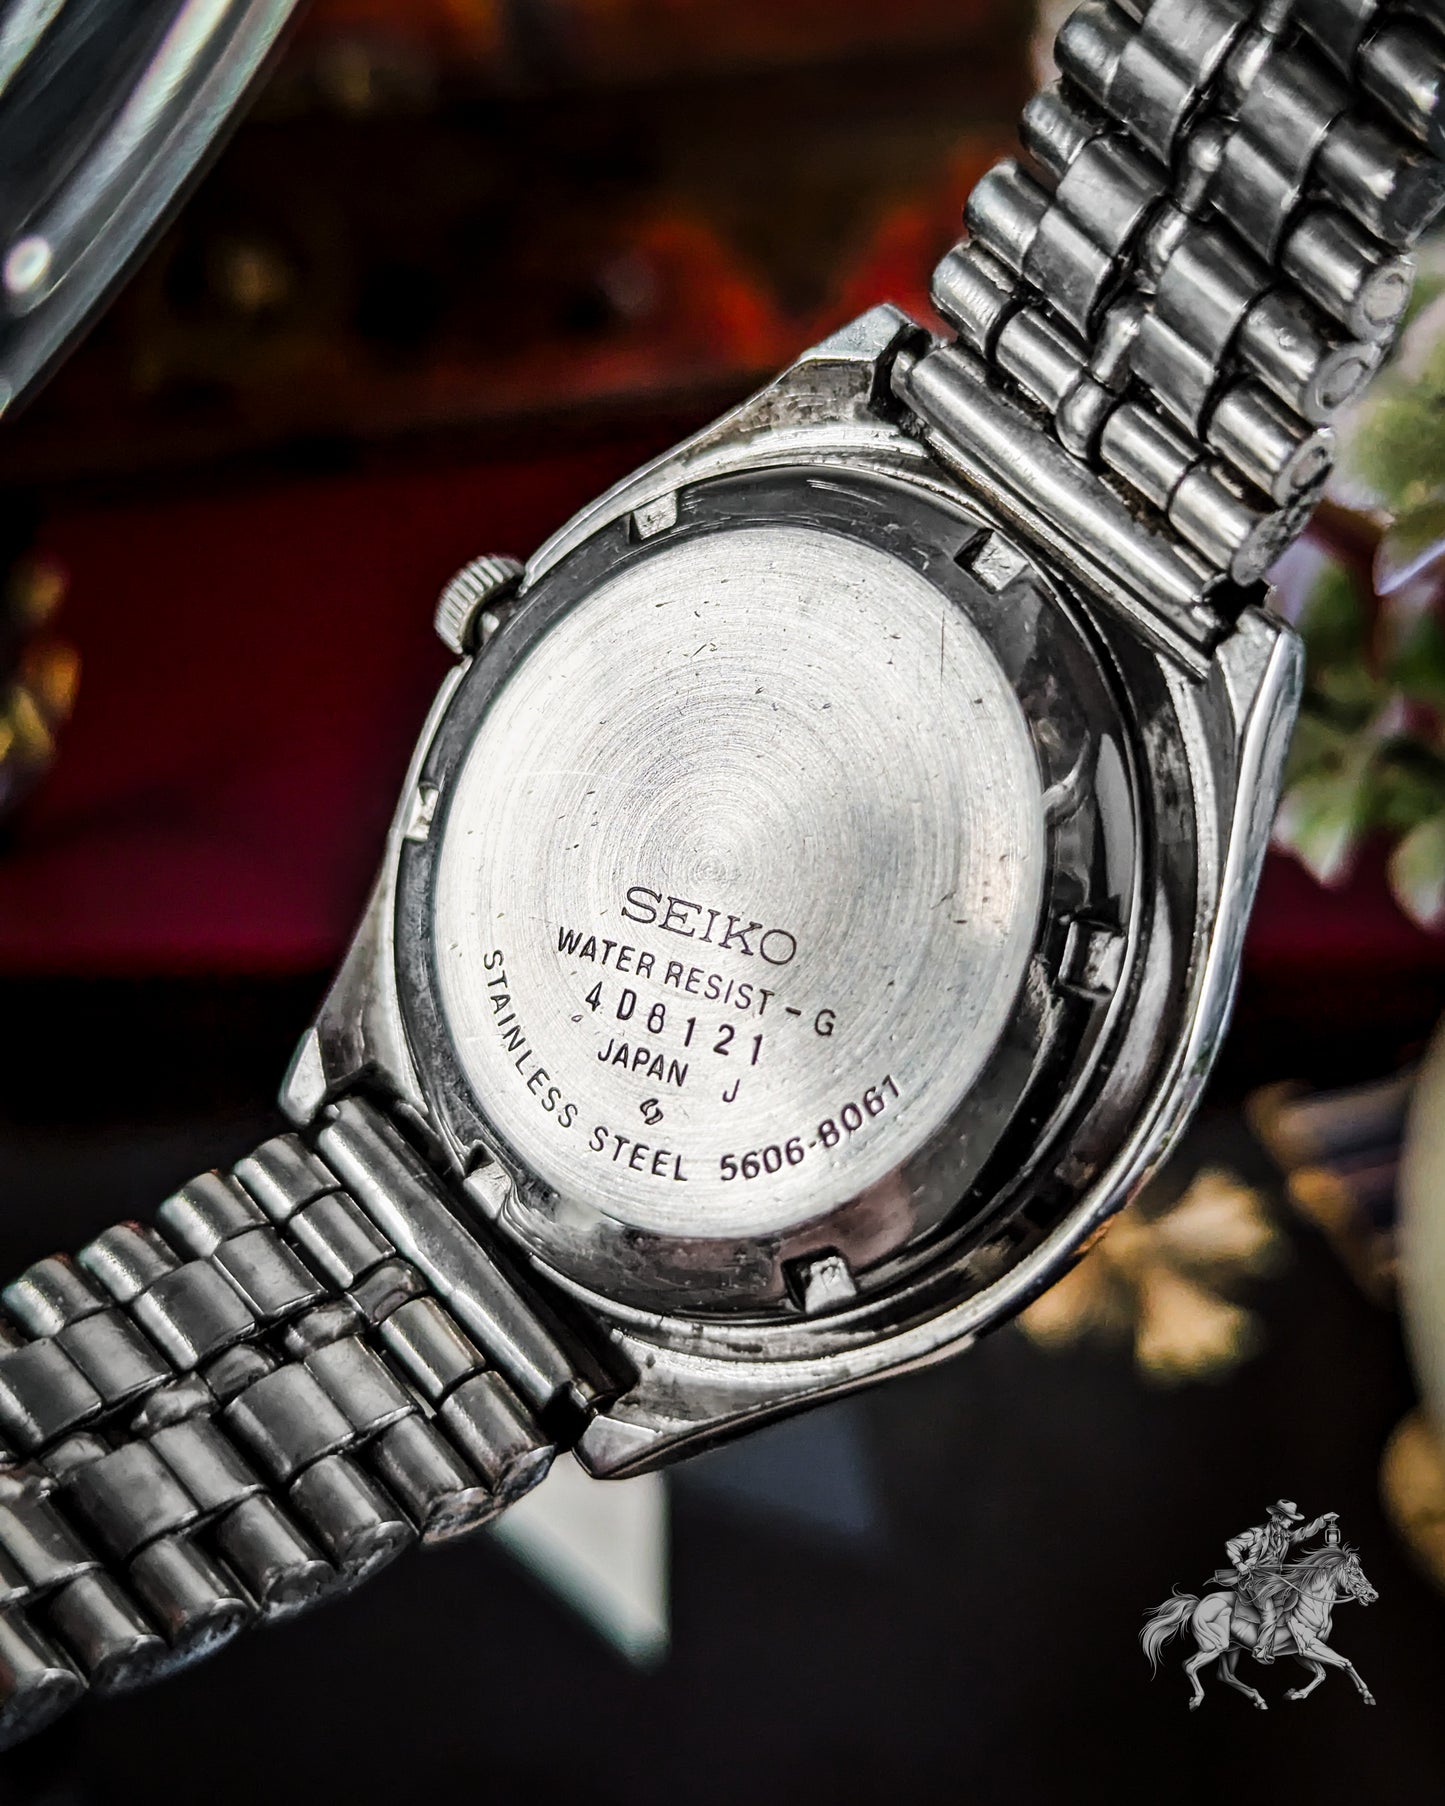 SEIKO
WATER RESIST - G
4D8121
JAPAN J
STAINLESS STEEL 5606-8061